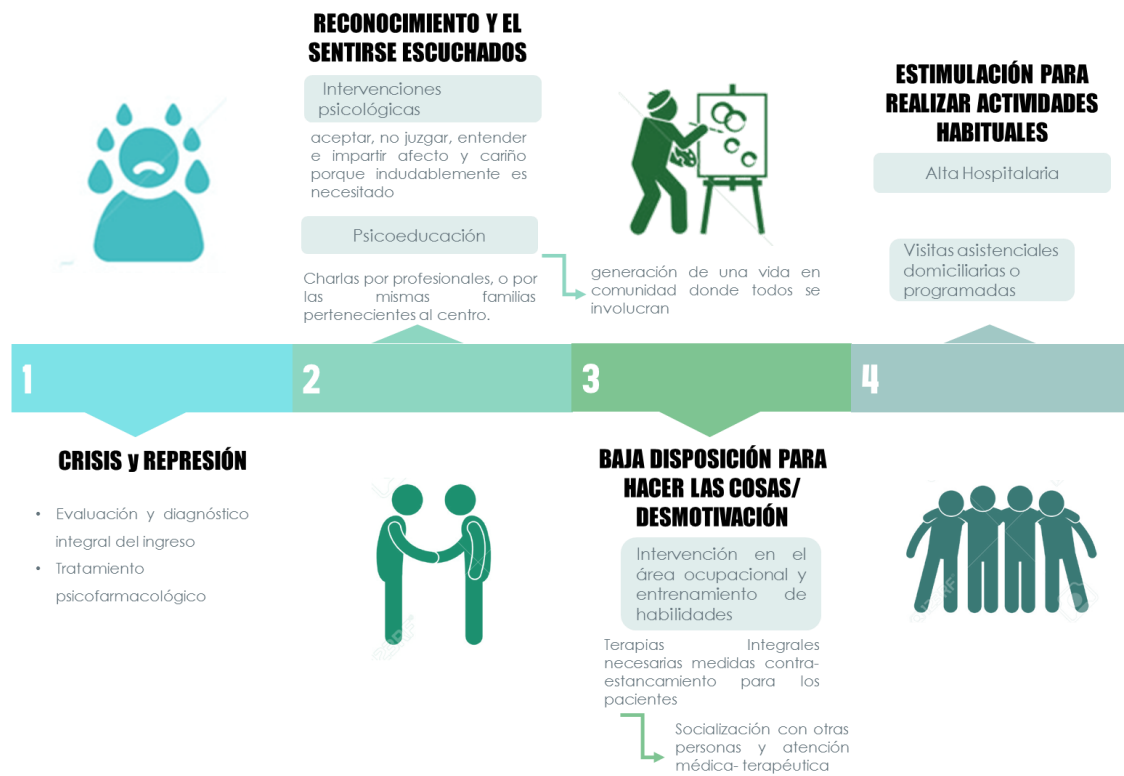 RECONOCIMIENTO Y EL
SENTIRSE ESCUCHADOS
Intervenciones
psicológicas
aceptar, no juzgar, entender
e impartir afecto y cariño
porque indudablemente es
necesitado
Psicoeducación
Charlas por profesionales, o por
las mismas familias
pertenecientes al centro.
generación de una vida en
comunidad donde todos se
involucran
ESTIMULACIÓN PARA
REALIZAR ACTIVIDADES
HABITUALES
Alta Hospitalaria
Visitas asistenciales
domiciliarias o
programadas
1
2
3
4
CRISIS y REPRESIÓN
• Evaluación y diagnóstico
integral del ingreso
• Tratamiento
psicofarmacológico
BAJA DISPOSICIÓN PARA
HACER LAS COSAS/
DESMOTIVACIÓN
Intervención en el
área ocupacional y
entrenamiento de
habilidades
Terapias Integrales
necesarias medidas contra-
estancamiento para los
pacientes
Socialización con otras
personas y atención
médica- terapéutica